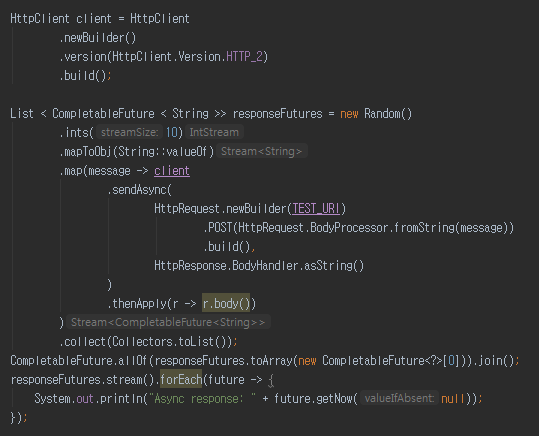 HttpClient client = HttpClient
.newBuilder()
.version(HttpClient.Version.HTTP_2)
.build();
List < CompletableFuture < String >> responseFutures = new Random()
.ints( streamSize: 10) IntStream
.mapToObj(String::valueOf) Stream<String>
.map(message -> client
.sendAsync(
HttpRequest.newBuilder(TEST_URI)
.POST(HttpRequest.BodyProcessor.fromString(message))
.build(),
HttpResponse.BodyHandler.asString()
)
.thenApply(r -> r.body())
) Stream<CompletableFuture<String>>
.collect(Collectors.toList());
CompletableFuture.allOf(responseFutures.toArray(new CompletableFuture<?>[0])).join();
responseFutures.stream().forEach(future -> {
System.out.println("Async response: " + future.getNow( valueIfAbsent: null));
});